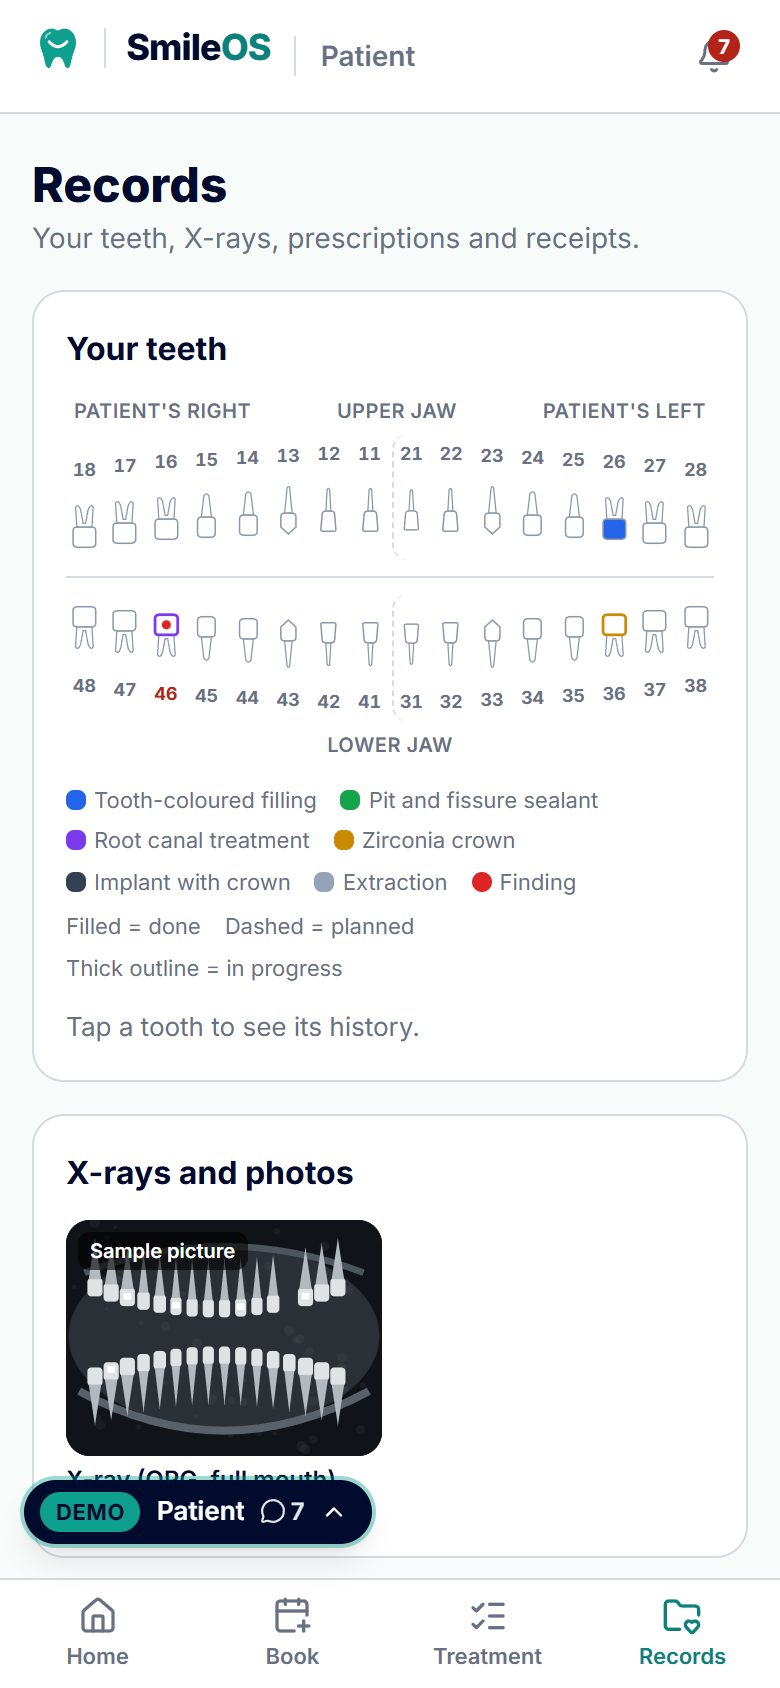 SmileOS Patient 7
Records
Your teeth, X-rays, prescriptions and receipts.
Your teeth
PATIENT'S RIGHT UPPER JAW PATIENT'S LEFT
18 17 16 15 14 13 12 11 21 22 23 24 25 26 27 28
48 47 46 45 44 43 42 41 31 32 33 34 35 36 37 38
LOWER JAW
Tooth-coloured filling Pit and fissure sealant
Root canal treatment Zirconia crown
Implant with crown Extraction Finding
Filled = done Dashed = planned
Thick outline = in progress
Tap a tooth to see its history.
X-rays and photos
Sample picture
X-ray (OPG, full mouth)
DEMO Patient 7
Home Book Treatment Records